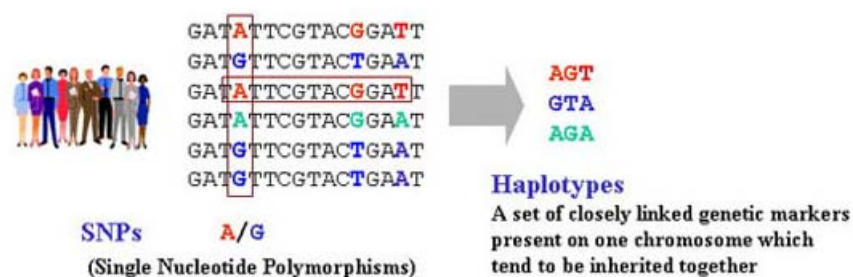 GATATTCGTACGGATT
GATGTTCGTACTGAAT
GATATTCGTACGGATT
GATATTCGTACGGAAT
GATGTTCGTACTGAAT
GATGTTCGTACTGAAT
SNPs A/G
(Single Nucleotide Polymorphisms)
AGT
GTA
AGA
Haplotypes
A set of closely linked genetic markers
present on one chromosome which
tend to be inherited together